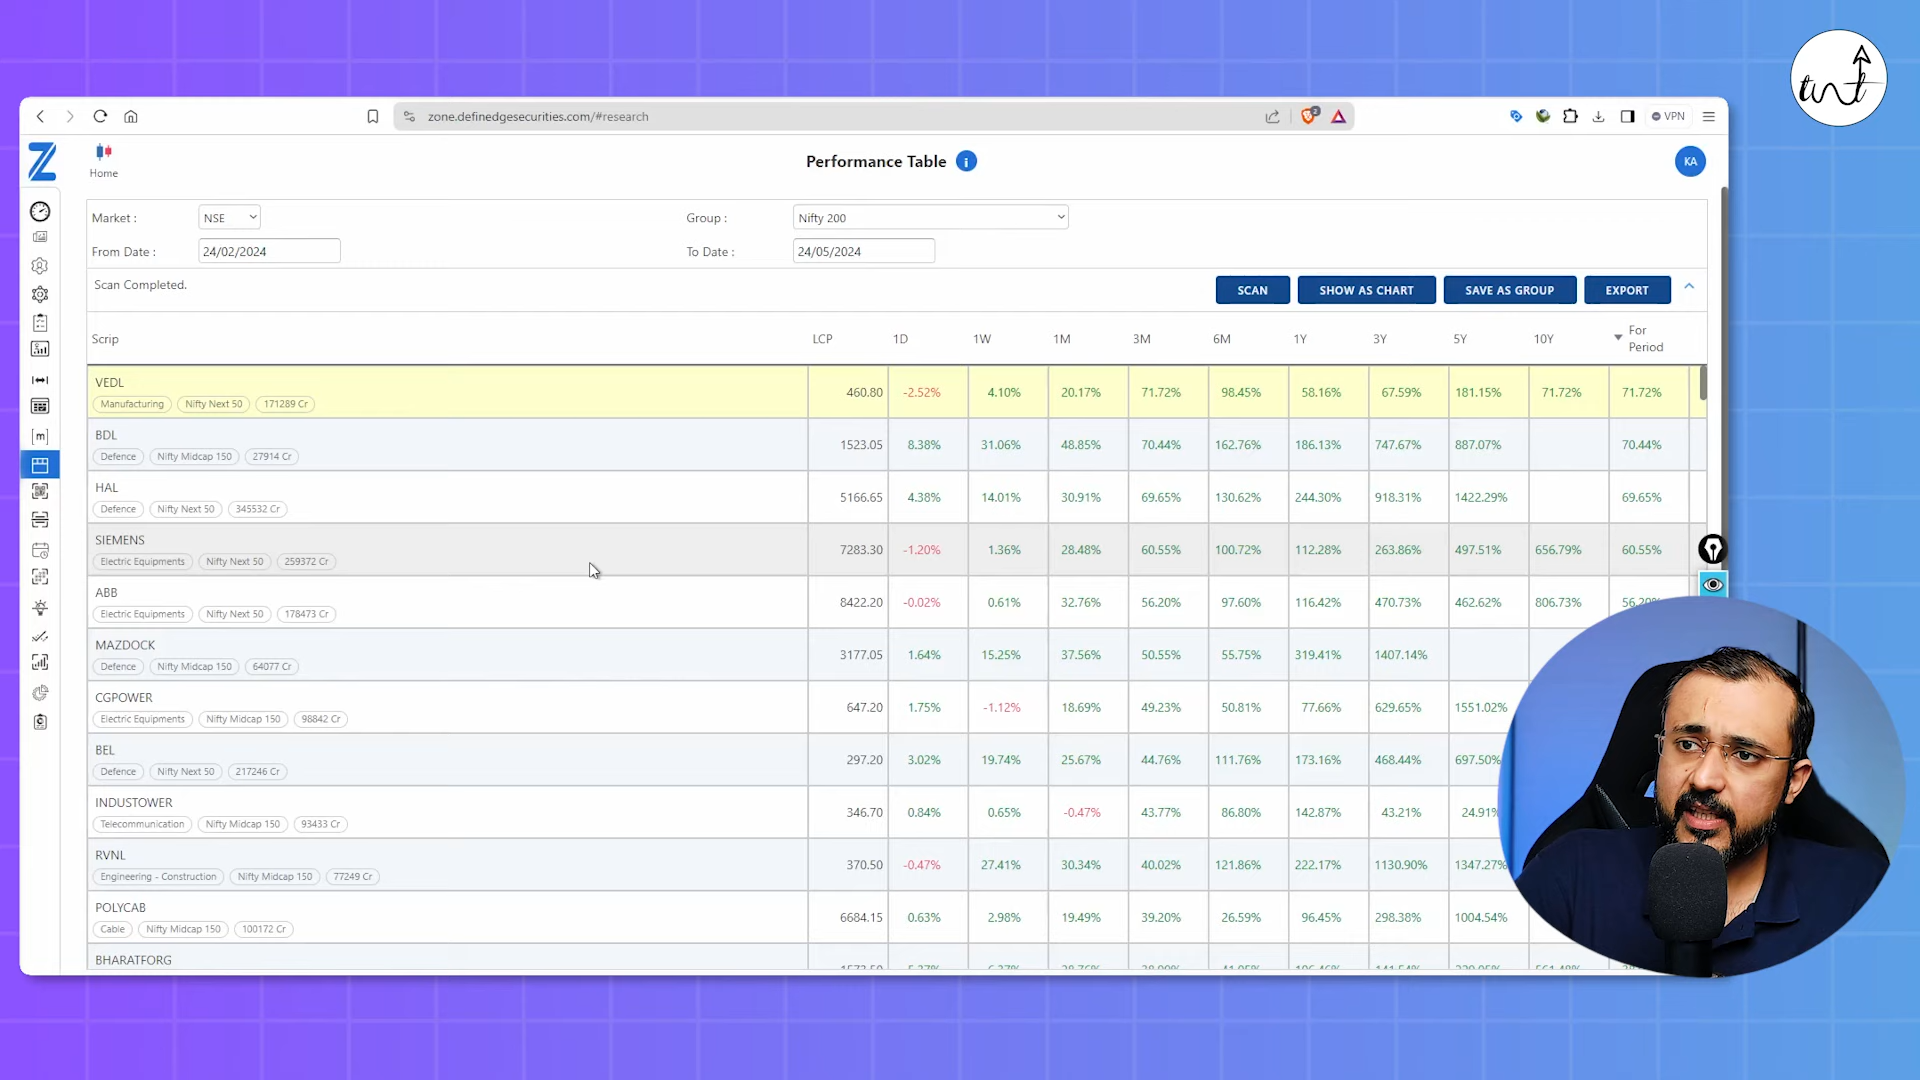 twt
zone.definedgesecurities.com/#research
2
VPN
Z
Home
Performance Table i
KA
Market : NSE Group : Nifty 200
From Date : 24/02/2024 To Date : 24/05/2024
Scan Completed. SCAN SHOW AS CHART SAVE AS GROUP EXPORT
Scrip LCP 1D 1W 1M 3M 6M 1Y 3Y 5Y 10Y For Period
VEDL
Manufacturing Nifty Next 50 171289 Cr
460.80 -2.52% 4.10% 20.17% 71.72% 98.45% 58.16% 67.59% 181.15% 71.72% 71.72%
BDL
Defence Nifty Midcap 150 27914 Cr
1523.05 8.38% 31.06% 48.85% 70.44% 162.76% 186.13% 747.67% 887.07% 70.44%
HAL
Defence Nifty Next 50 345532 Cr
5166.65 4.38% 14.01% 30.91% 69.65% 130.62% 244.30% 918.31% 1422.29% 69.65%
SIEMENS
Electric Equipments Nifty Next 50 259372 Cr
7283.30 -1.20% 1.36% 28.48% 60.55% 100.72% 112.28% 263.86% 497.51% 656.79% 60.55%
ABB
Electric Equipments Nifty Next 50 178473 Cr
8422.20 -0.02% 0.61% 32.76% 56.20% 97.60% 116.42% 470.73% 462.62% 806.73% 56.20%
MAZDOCK
Defence Nifty Midcap 150 64077 Cr
3177.05 1.64% 15.25% 37.56% 50.55% 55.75% 319.41% 1407.14%
CGPOWER
Electric Equipments Nifty Midcap 150 98842 Cr
647.20 1.75% -1.12% 18.69% 49.23% 50.81% 77.66% 629.65% 1551.02%
BEL
Defence Nifty Next 50 217246 Cr
297.20 3.02% 19.74% 25.67% 44.76% 111.76% 173.16% 468.44% 697.50%
INDUSTOWER
Telecommunication Nifty Midcap 150 93433 Cr
346.70 0.84% 0.65% -0.47% 43.77% 86.80% 142.87% 43.21% 24.91%
RVNL
Engineering - Construction Nifty Midcap 150 77249 Cr
370.50 -0.47% 27.41% 30.34% 40.02% 121.86% 222.17% 1130.90% 1347.27%
POLYCAB
Cable Nifty Midcap 150 100172 Cr
6684.15 0.63% 2.98% 19.49% 39.20% 26.59% 96.45% 298.38% 1004.54%
BHARATFORG